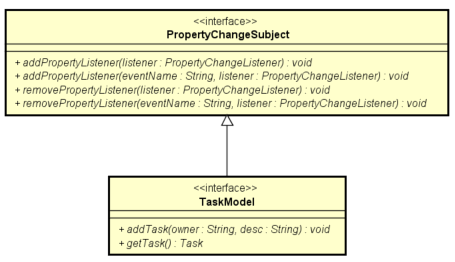 <<interface>>
PropertyChangeSubject
+ addPropertyListener(listener : PropertyChangeListener) : void
+ addPropertyListener(eventName : String, listener : PropertyChangeListener) : void
+ removePropertyListener(listener : PropertyChangeListener) : void
+ removePropertyListener(eventName : String, listener : PropertyChangeListener) : void
<<interface>>
TaskModel
+ addTask(owner : String, desc : String) : void
+ getTask() : Task